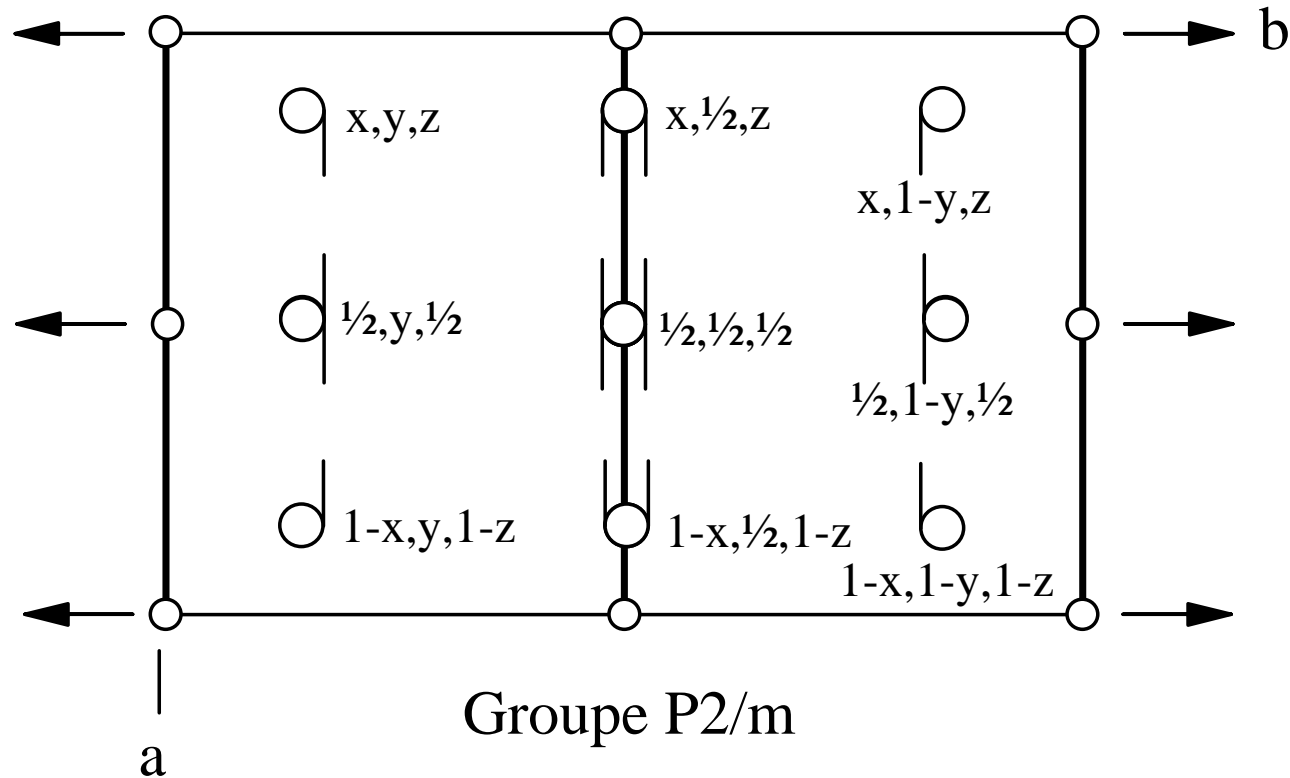 b
x,y,z
x,½,z
x,1-y,z
½,y,½
½,½,½
½,1-y,½
1-x,y,1-z
1-x,½,1-z
1-x,1-y,1-z
Groupe P2/m
a